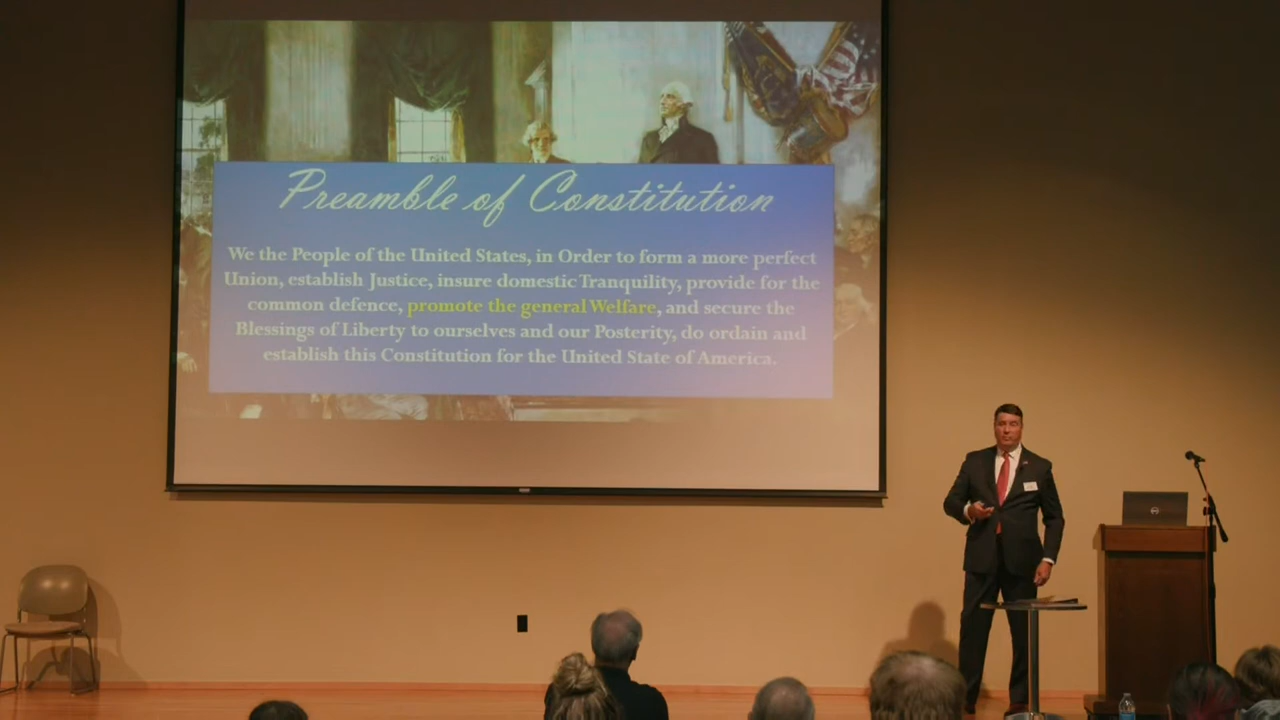 Preamble of Constitution
We the People of the United States, in Order to form a more perfect
Union, establish Justice, insure domestic Tranquility, provide for the
common defence, promote the general Welfare, and secure the
Blessings of Liberty to ourselves and our Posterity, do ordain and
establish this Constitution for the United State of America.